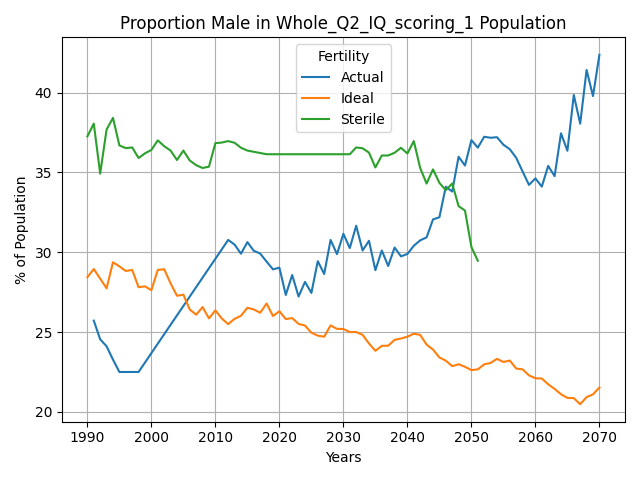 Proportion Male in Whole_Q2_IQ_scoring_1 Population
Fertility
Actual
Ideal
Sterile
% of Population
40
35
30
25
20
1990 2000 2010 2020 2030 2040 2050 2060 2070
Years